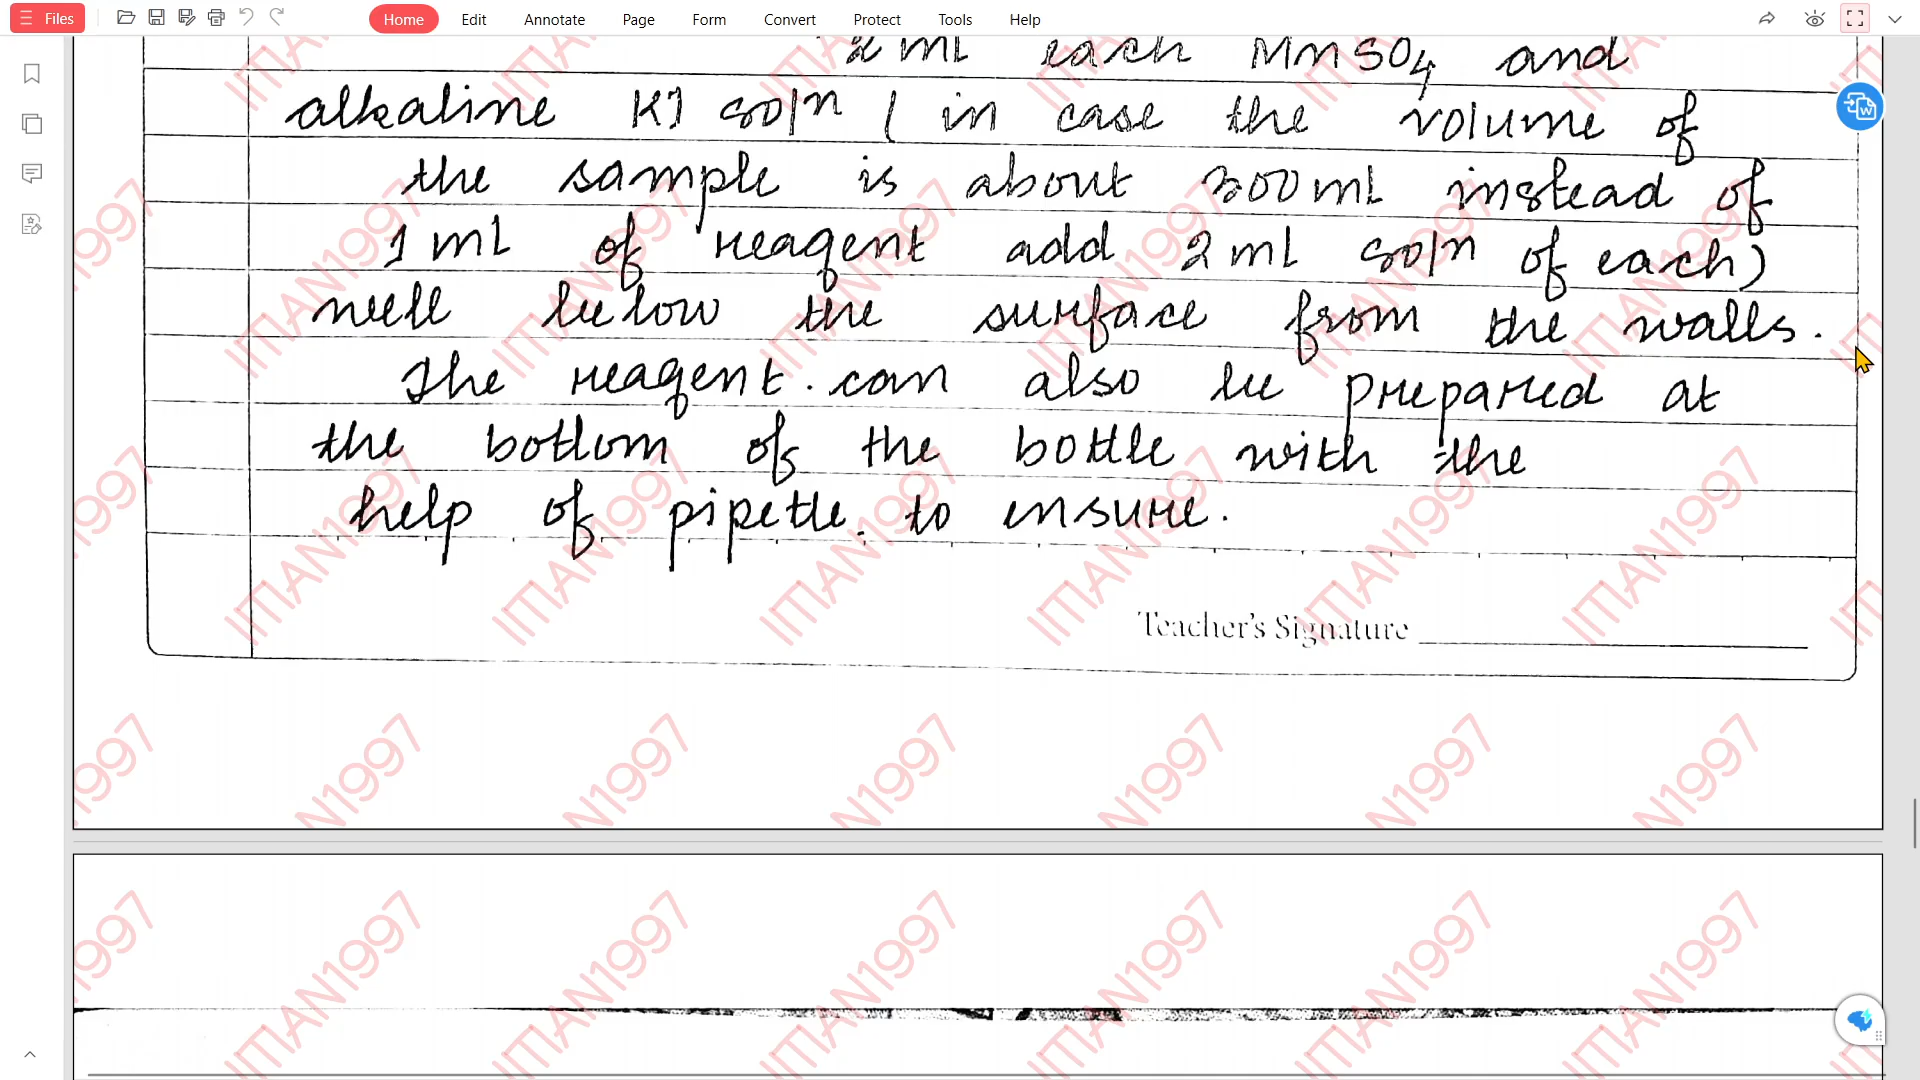 Files
Home Edit Annotate Page Form Convert Protect Tools Help
2 ml each MnSO4 and
alkaline KI soln ( in case the volume of
the sample is about 300 ml instead of
1 ml of reagent add 2 ml soln of each)
well below the surface from the walls.
The reagent. can also be prepared at
the bottom of the bottle with the
help of pipette. to ensure.
Teacher's Signature
IMAN1997